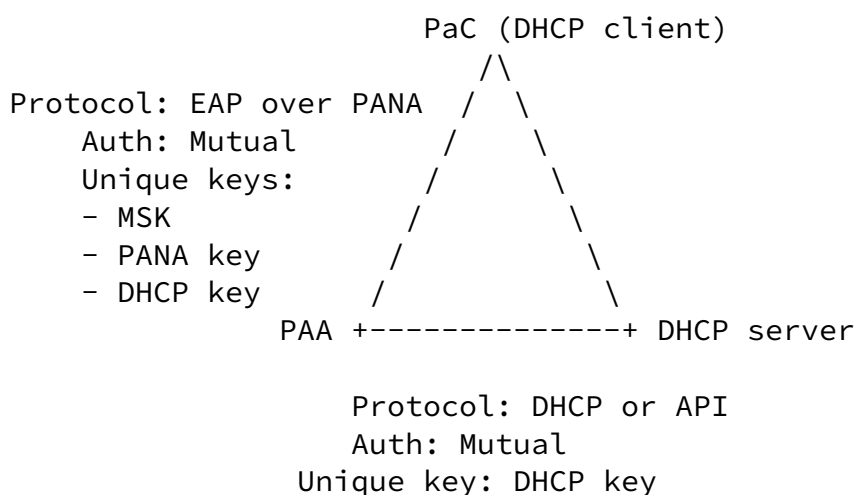 PaC (DHCP client)
/\
Protocol: EAP over PANA / \
Auth: Mutual / \
Unique keys: / \
- MSK / \
- PANA key / \
- DHCP key / \
PAA +--------------+ DHCP server
Protocol: DHCP or API
Auth: Mutual
Unique key: DHCP key